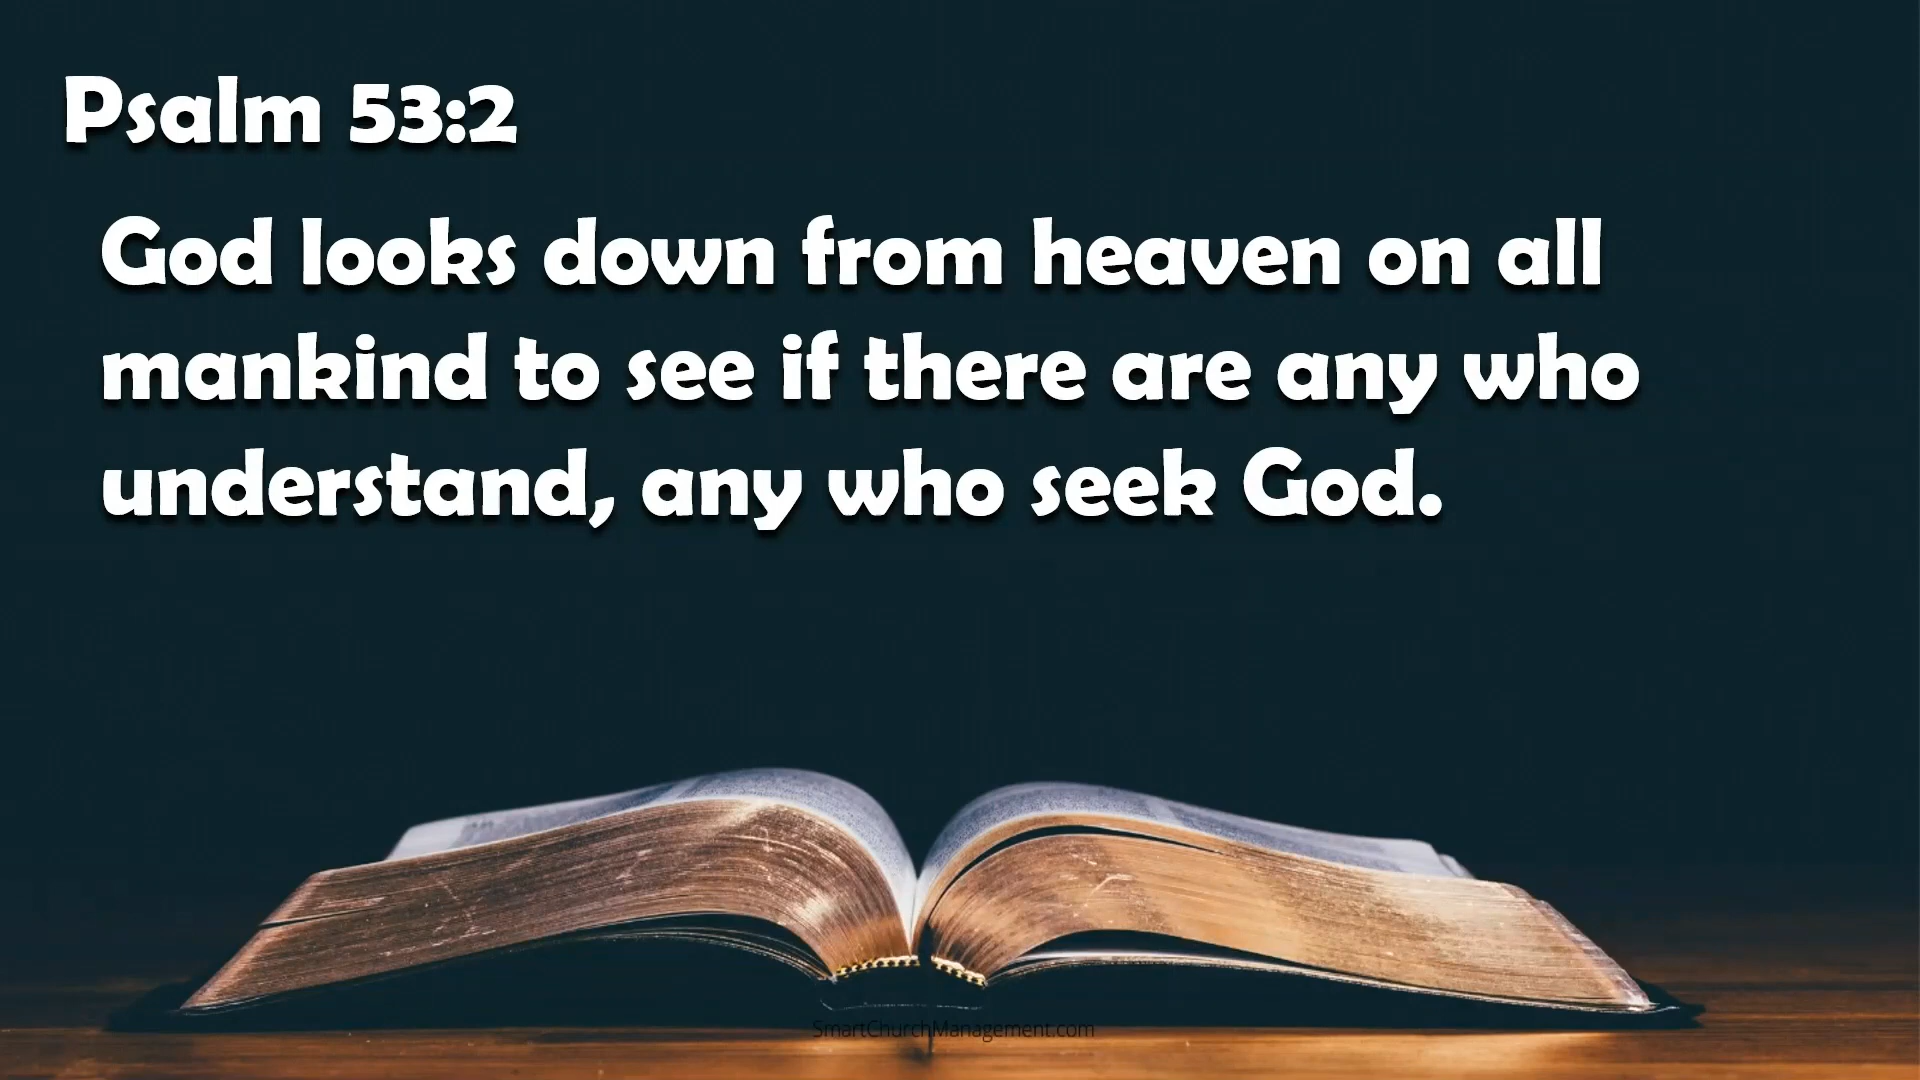 Psalm 53:2
God looks down from heaven on all
mankind to see if there are any who
understand, any who seek God.
SmartChurchManagement.com